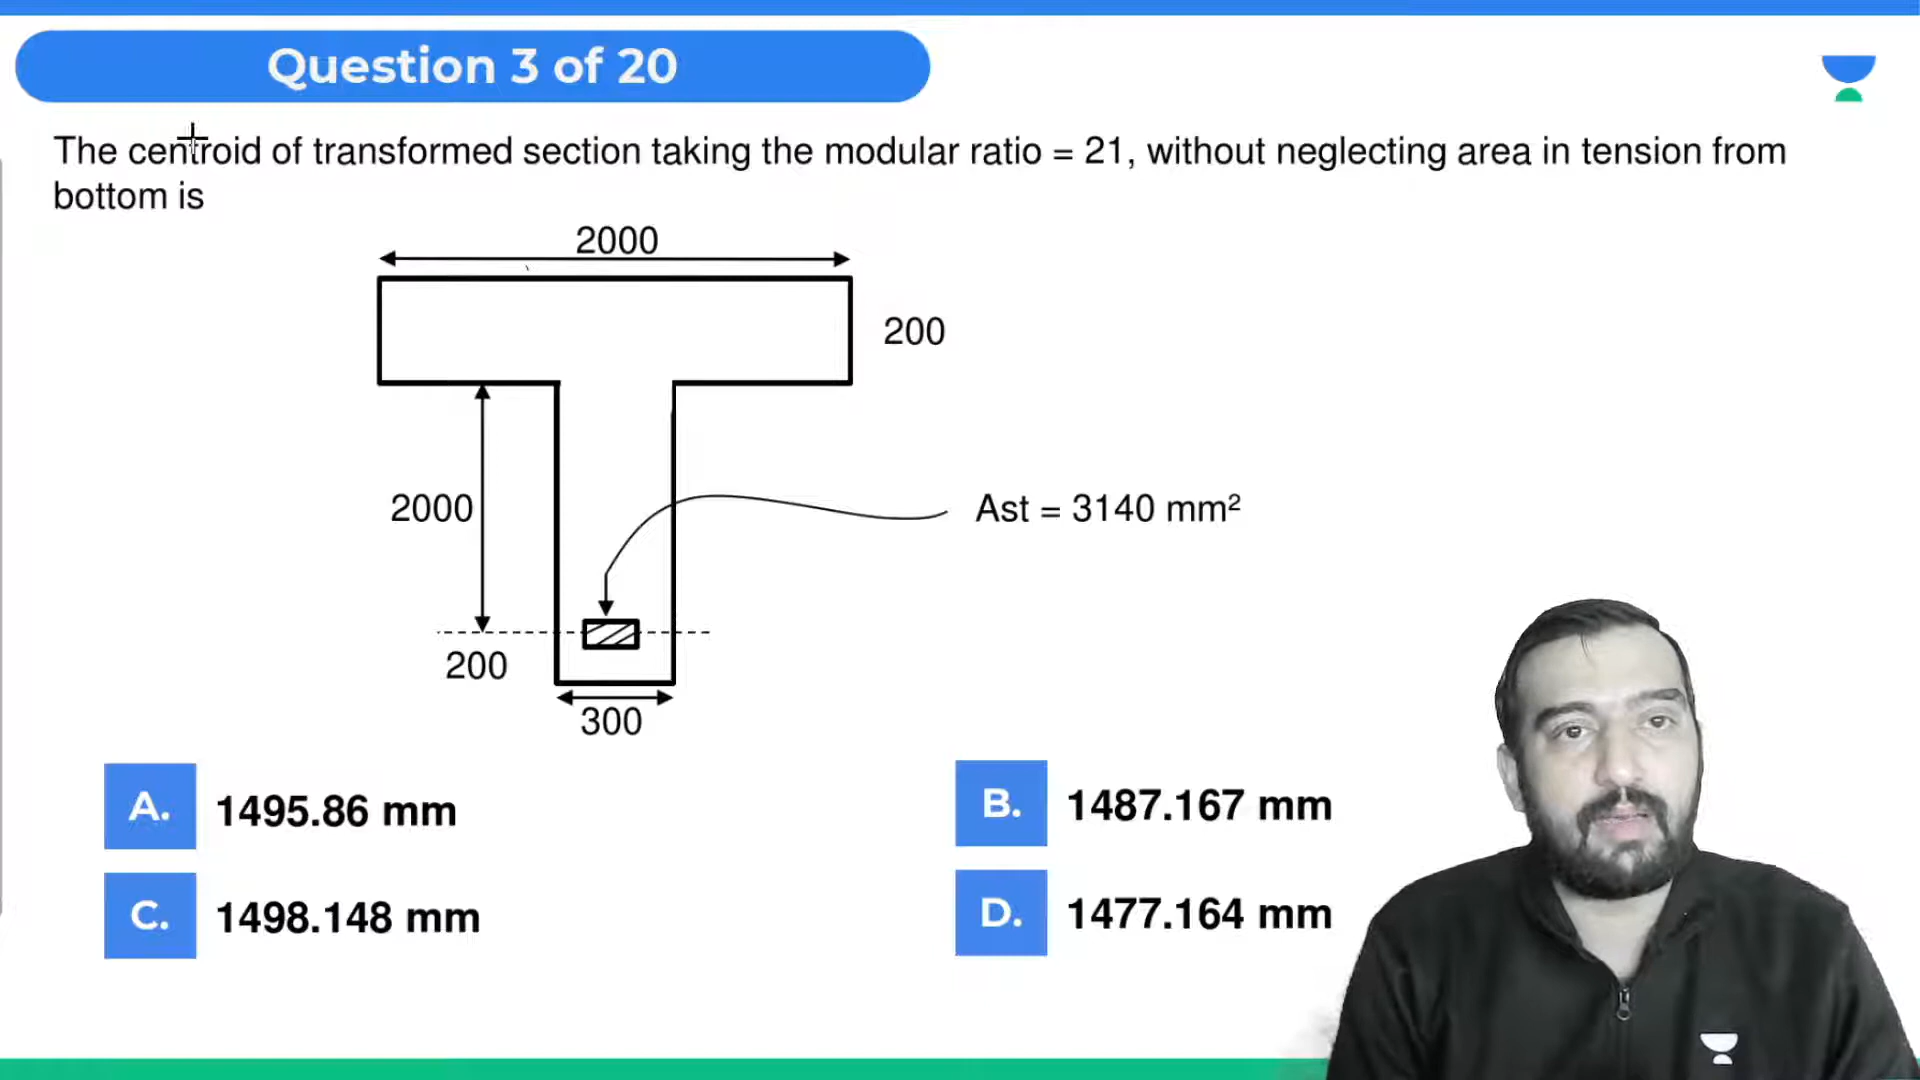 Question 3 of 20
The centroid of transformed section taking the modular ratio = 21, without neglecting area in tension from
bottom is
2000
200
2000
Ast = 3140 mm²
200
300
A. 1495.86 mm
B. 1487.167 mm
C. 1498.148 mm
D. 1477.164 mm